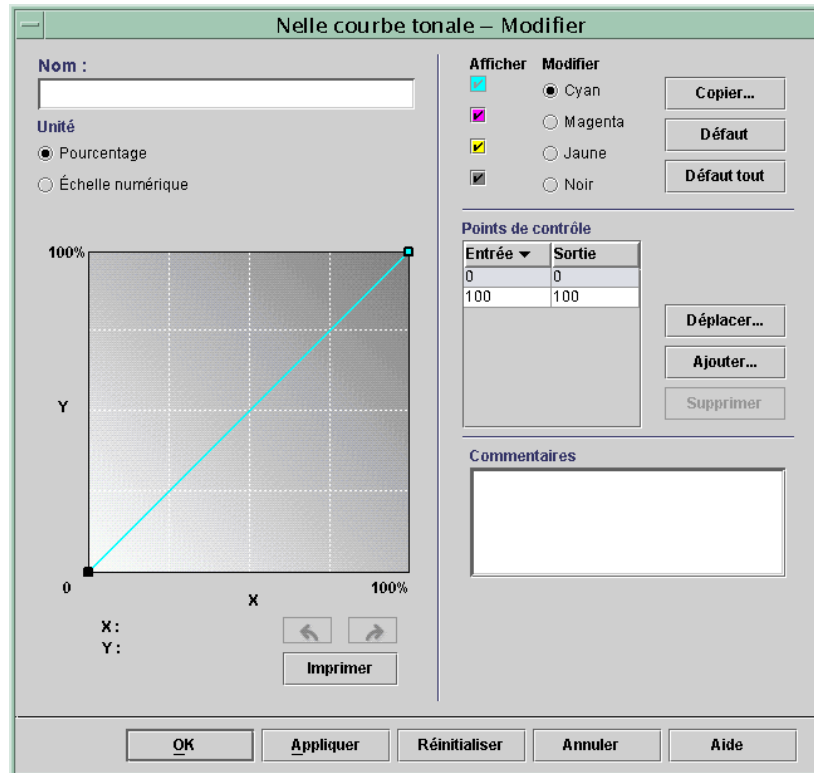 Nelle courbe tonale – Modifier
Nom :
Unité
Pourcentage
Échelle numérique
100%
Y
0
X
100%
X :
Y :
Imprimer
Afficher Modifier
Cyan
Magenta
Jaune
Noir
Copier...
Défaut
Défaut tout
Points de contrôle
Entrée Sortie
0 0
100 100
Déplacer...
Ajouter...
Supprimer
Commentaires
OK Appliquer Réinitialiser Annuler Aide